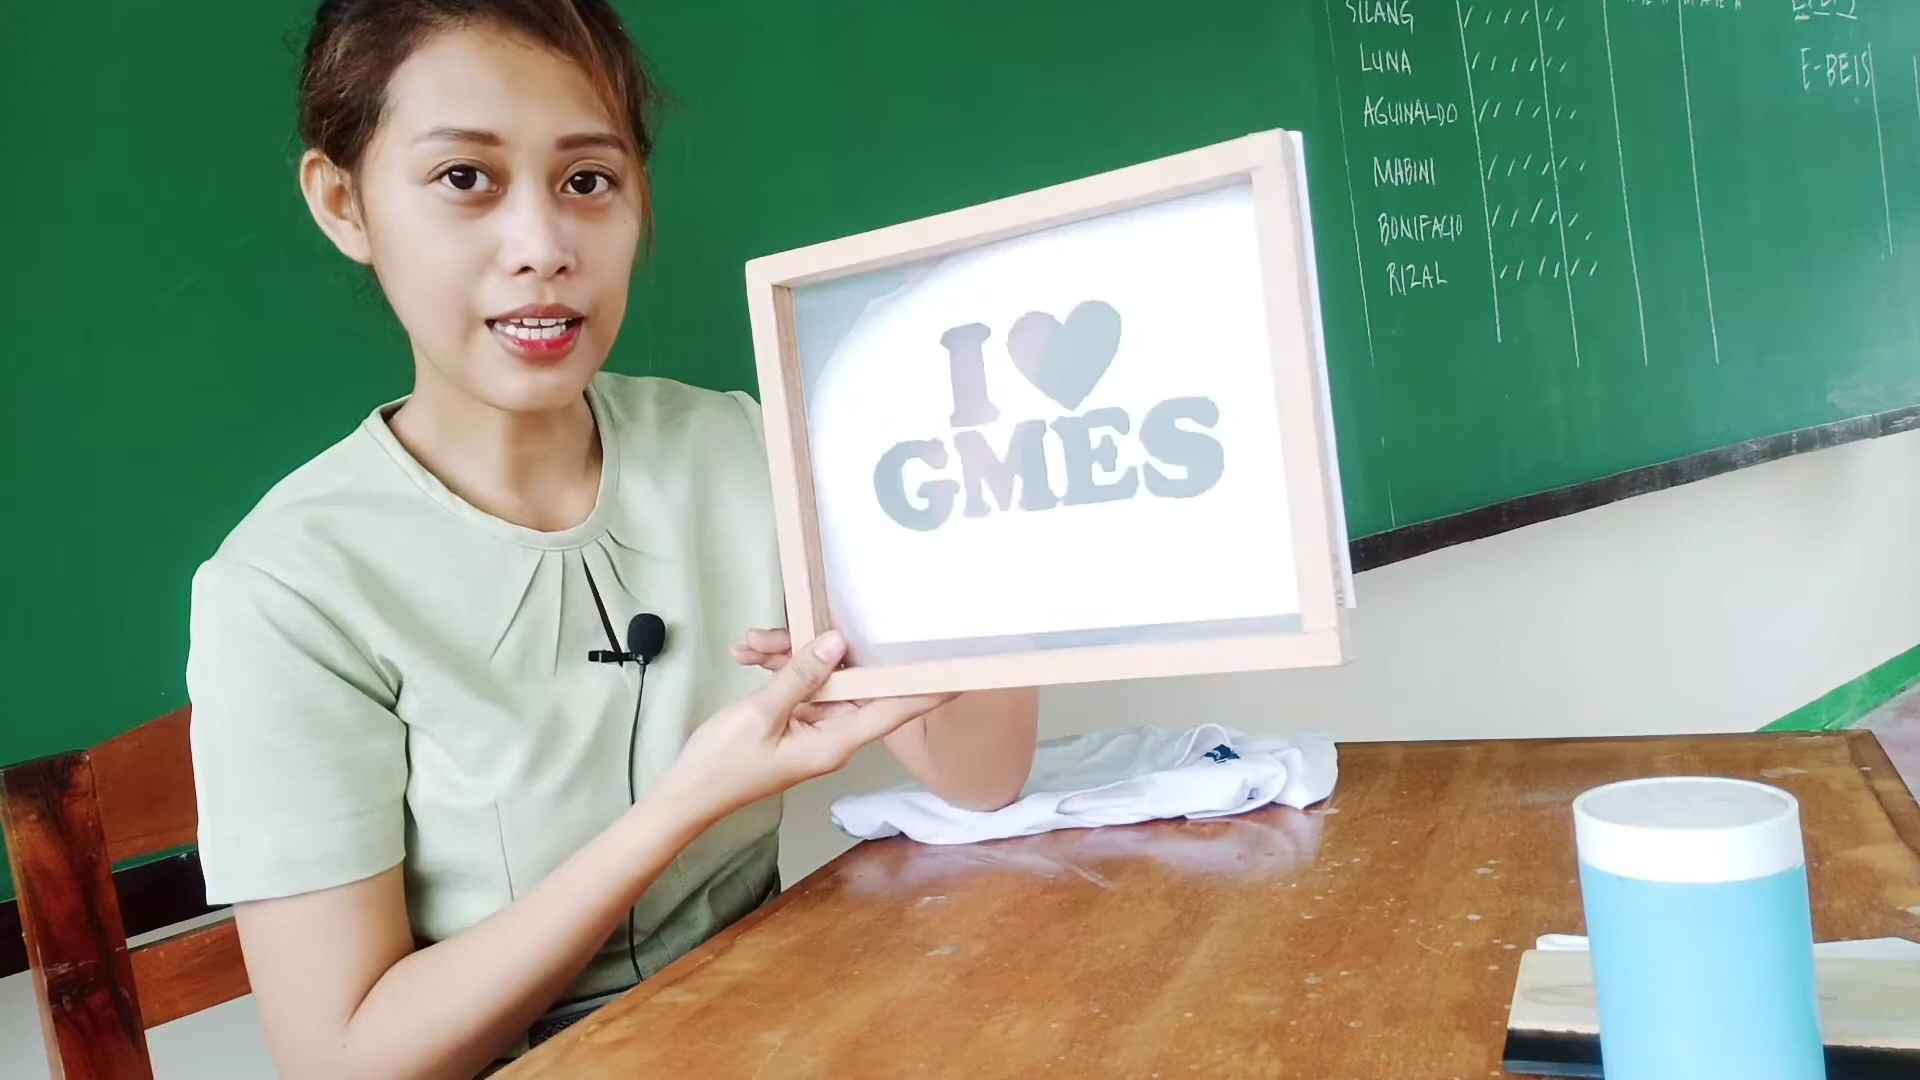 I ♥
GMES
SILANG
LUNA
AGUINALDO
MABINI
BONIFACIO
RIZAL
E-BEIS